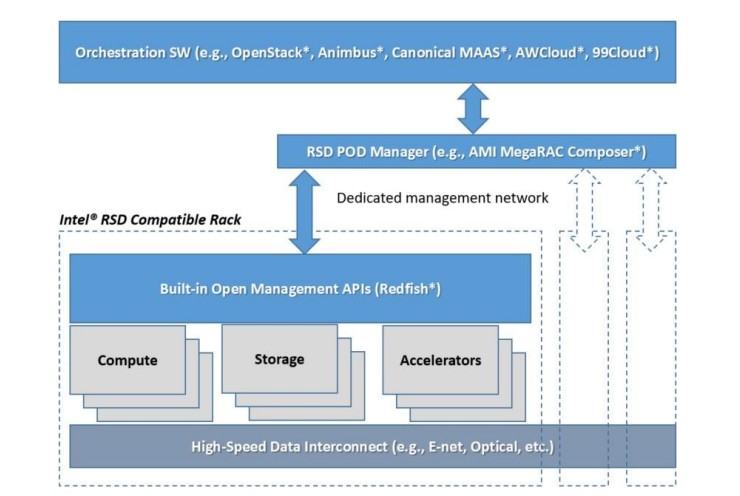 Orchestration SW (e.g., OpenStack*, Animbus*, Canonical MAAS*, AWCloud*, 99Cloud*)
RSD POD Manager (e.g., AMI MegaRAC Composer*)
Dedicated management network
Intel® RSD Compatible Rack
Built-in Open Management APIs (Redfish*)
Compute
Storage
Accelerators
High-Speed Data Interconnect (e.g., E-net, Optical, etc.)